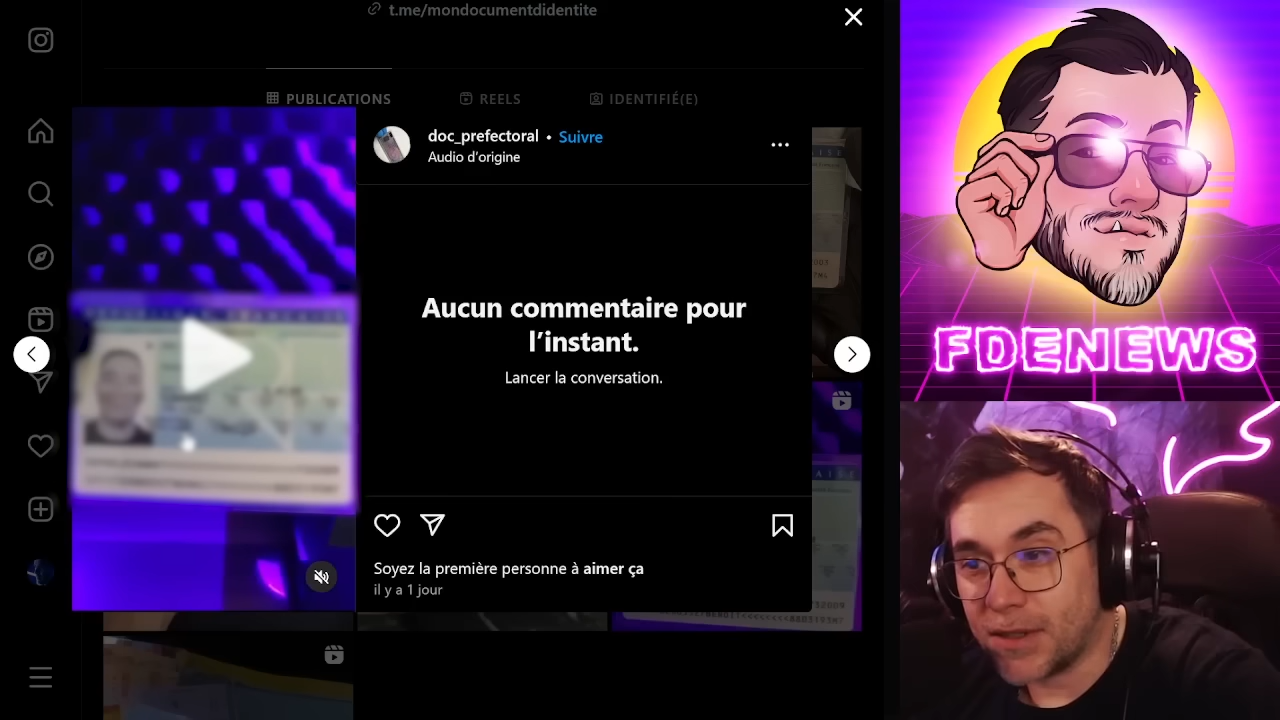 t.me/mondocumentdidentite
PUBLICATIONS
REELS
IDENTIFIÉ(E)
doc_prefectoral • Suivre
Audio d'origine
Aucun commentaire pour
l'instant.
Lancer la conversation.
Soyez la première personne à aimer ça
il y a 1 jour
FDENEWS